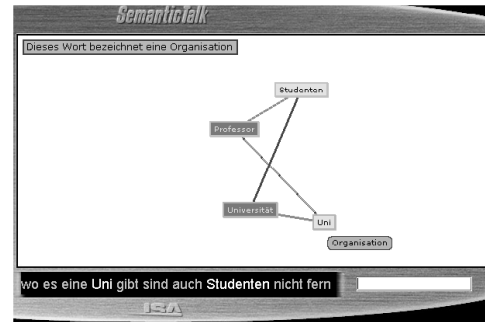 SemanticTalk
Dieses Wort bezeichnet eine Organisation
Studenten
Professor
Universität
Uni
Organisation
wo es eine Uni gibt sind auch Studenten nicht fern
ISA